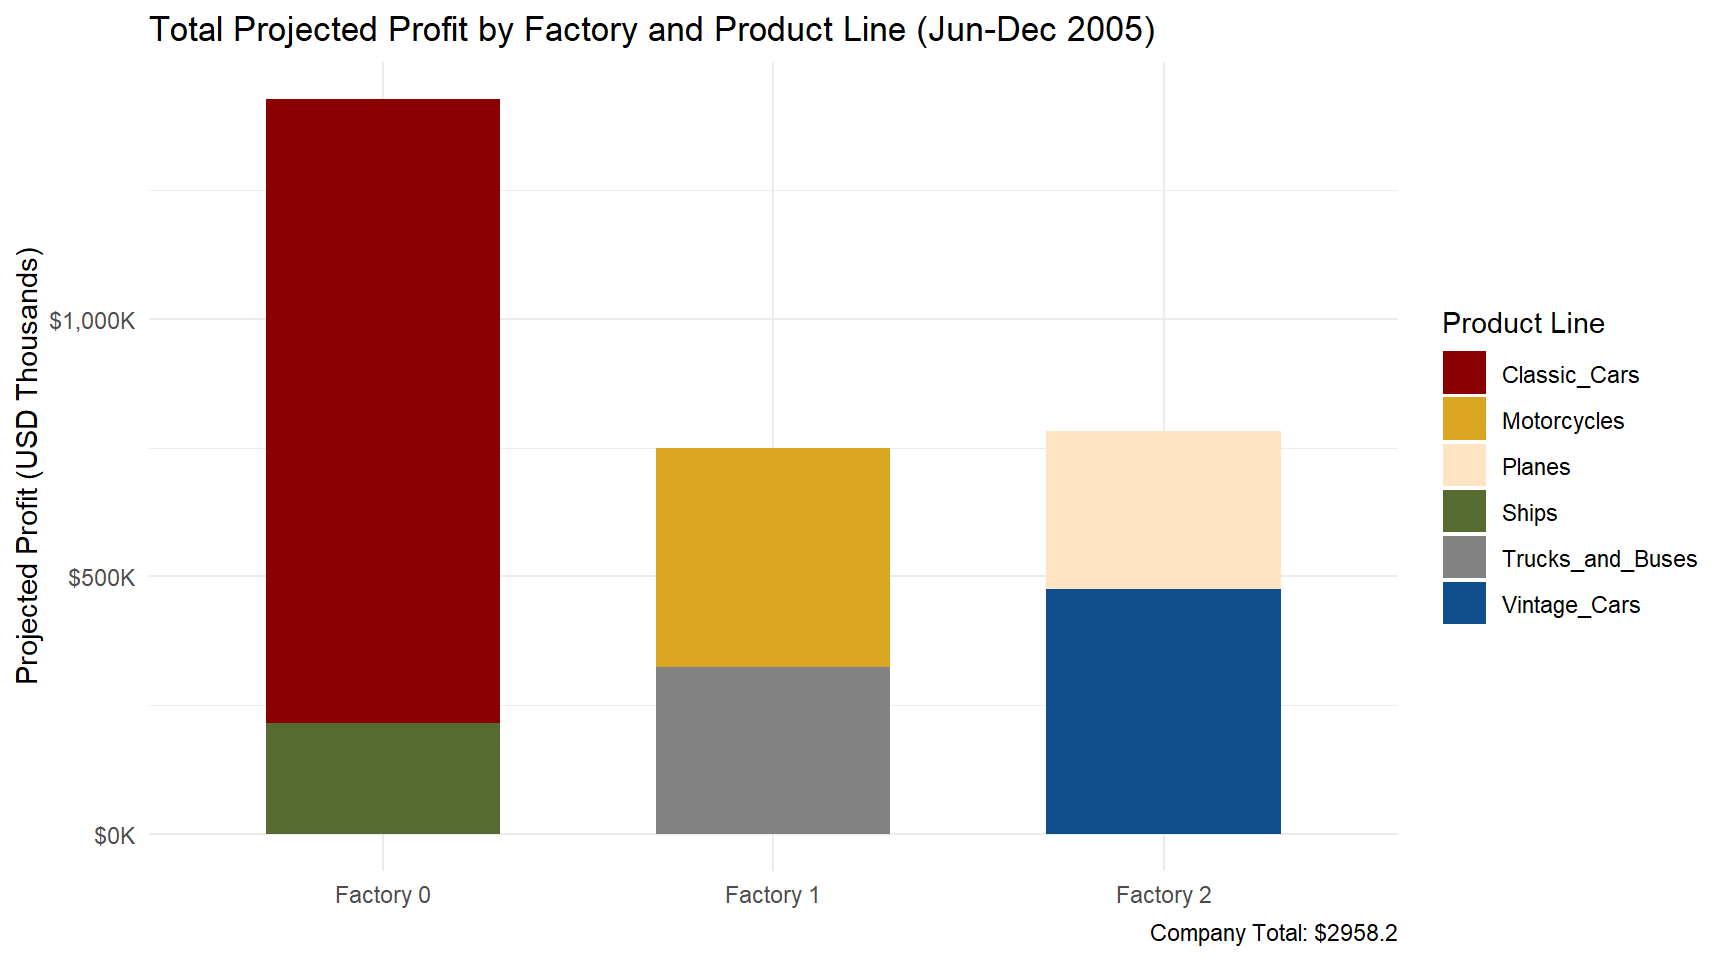 Total Projected Profit by Factory and Product Line (Jun-Dec 2005)
Projected Profit (USD Thousands)
$1,000K
$500K
$0K
Factory 0
Factory 1
Factory 2
Product Line
Classic_Cars
Motorcycles
Planes
Ships
Trucks_and_Buses
Vintage_Cars
Company Total: $2958.2